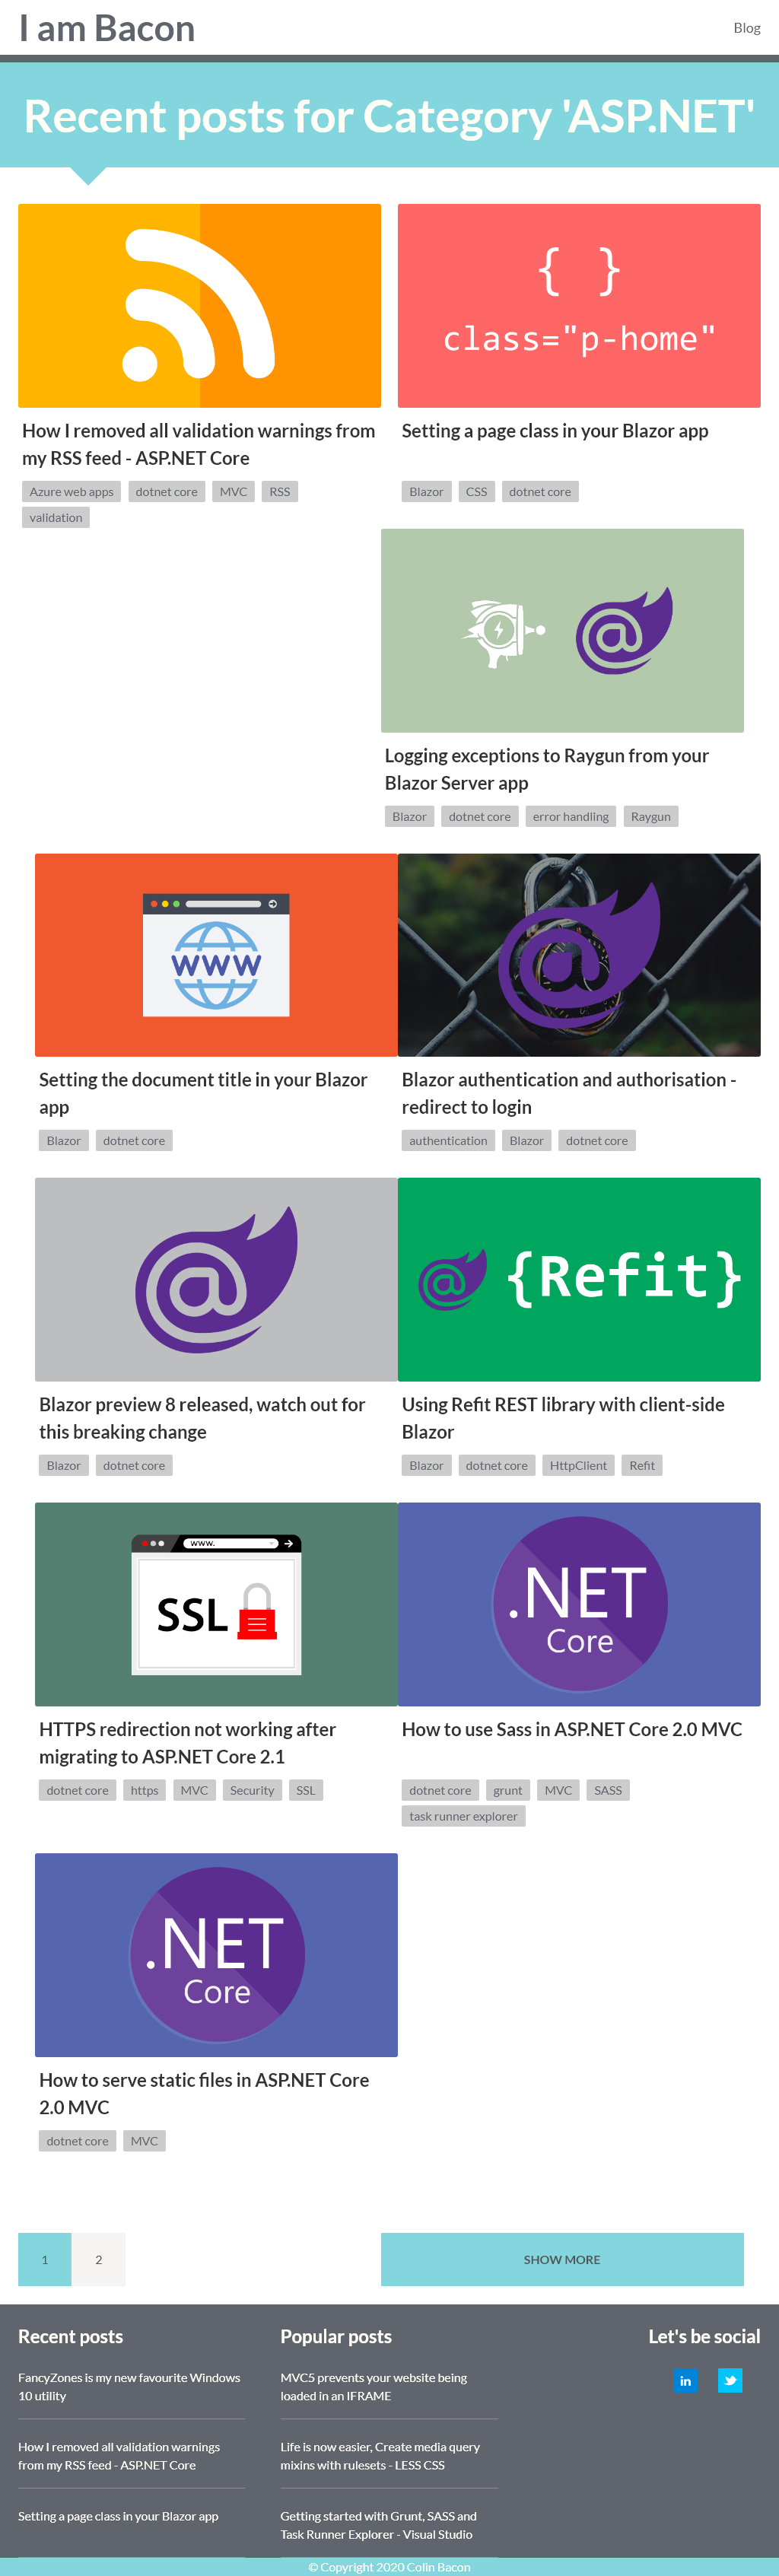 I am Bacon
Blog
Recent posts for Category 'ASP.NET'
{ }
class="p-home"
How I removed all validation warnings from
my RSS feed - ASP.NET Core
Azure web apps dotnet core MVC RSS
validation
Setting a page class in your Blazor app
Blazor CSS dotnet core
Logging exceptions to Raygun from your
Blazor Server app
Blazor dotnet core error handling Raygun
WWW
Setting the document title in your Blazor
app
Blazor dotnet core
Blazor authentication and authorisation -
redirect to login
authentication Blazor dotnet core
Blazor preview 8 released, watch out for
this breaking change
Blazor dotnet core
{Refit}
Using Refit REST library with client-side
Blazor
Blazor dotnet core HttpClient Refit
www.
SSL
HTTPS redirection not working after
migrating to ASP.NET Core 2.1
dotnet core https MVC Security SSL
.NET
Core
How to use Sass in ASP.NET Core 2.0 MVC
dotnet core grunt MVC SASS
task runner explorer
.NET
Core
How to serve static files in ASP.NET Core
2.0 MVC
dotnet core MVC
1 2
SHOW MORE
Recent posts
FancyZones is my new favourite Windows
10 utility
How I removed all validation warnings
from my RSS feed - ASP.NET Core
Setting a page class in your Blazor app
Popular posts
MVC5 prevents your website being
loaded in an IFRAME
Life is now easier, Create media query
mixins with rulesets - LESS CSS
Getting started with Grunt, SASS and
Task Runner Explorer - Visual Studio
Let's be social
in
© Copyright 2020 Colin Bacon